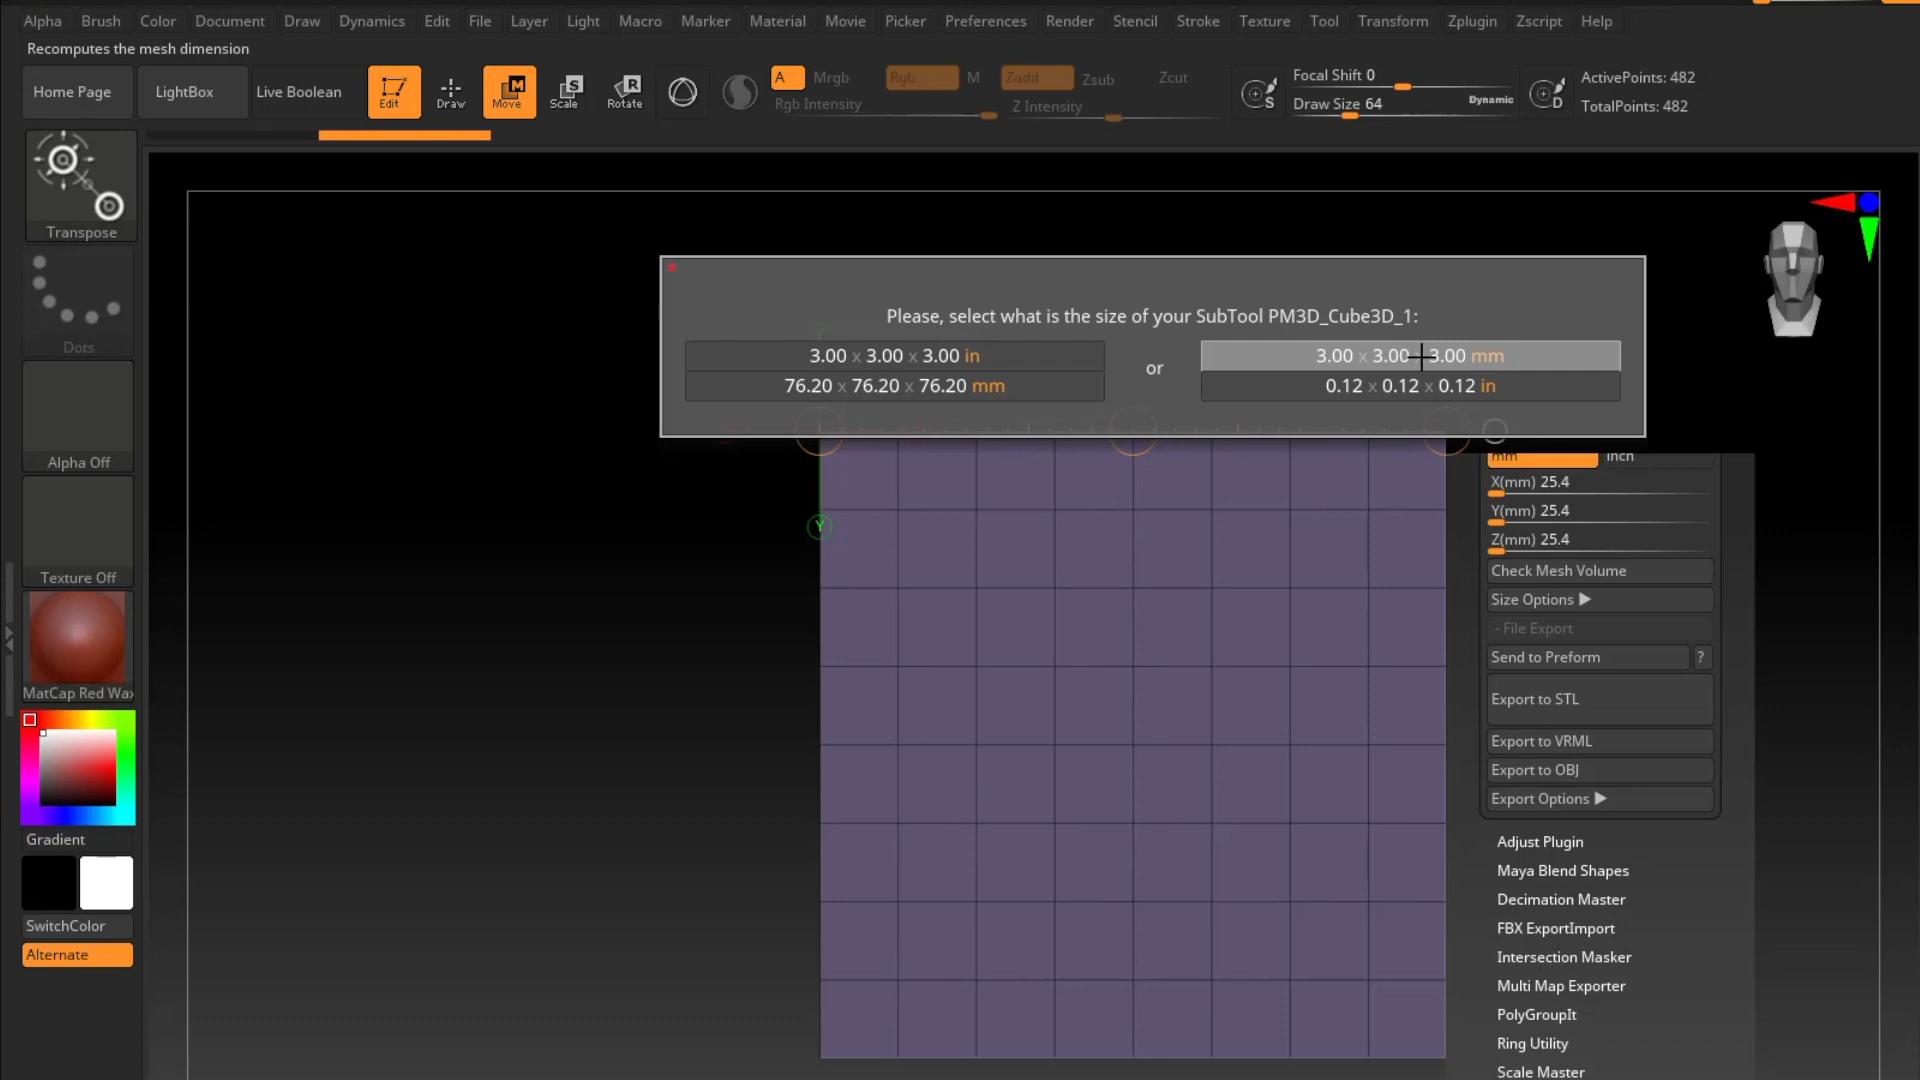 Alpha Brush Color Document Draw Dynamics Edit File Layer Light Macro Marker Material Movie Picker Preferences Render Stencil Stroke Texture Tool Transform Zplugin Zscript Help
Recomputes the mesh dimension
Home Page LightBox Live Boolean Edit Draw Move Scale Rotate A Mrgb Rgb M Zadd Zsub Zcut
Rgb Intensity Z Intensity
Focal Shift 0
Draw Size 64 Dynamic
ActivePoints: 482
TotalPoints: 482
Transpose
Dots
Alpha Off
Texture Off
MatCap Red Wax
Gradient
SwitchColor
Alternate
Please, select what is the size of your SubTool PM3D_Cube3D_1:
3.00 x 3.00 x 3.00 in
76.20 x 76.20 x 76.20 mm
or
3.00 x 3.00 3.00 mm
0.12 x 0.12 x 0.12 in
Y
mm inch
X(mm) 25.4
Y(mm) 25.4
Z(mm) 25.4
Check Mesh Volume
Size Options ▶
- File Export
Send to Preform ?
Export to STL
Export to VRML
Export to OBJ
Export Options ▶
Adjust Plugin
Maya Blend Shapes
Decimation Master
FBX ExportImport
Intersection Masker
Multi Map Exporter
PolyGroupIt
Ring Utility
Scale Master